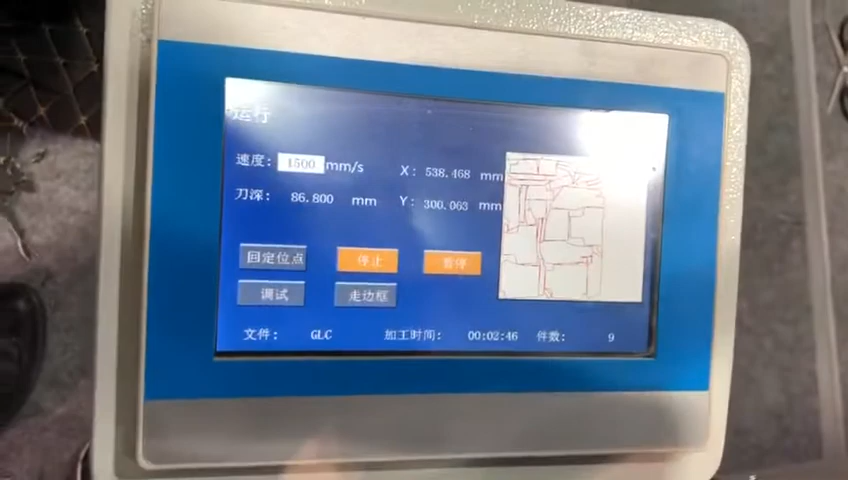 运行
速度: 1500 mm/s X: 538.468 mm
刀深: 86.800 mm Y: 300.063 mm
回定位点 停止 暂停
调试 走边框
文件: GLC 加工时间: 00:02:46 件数: 9